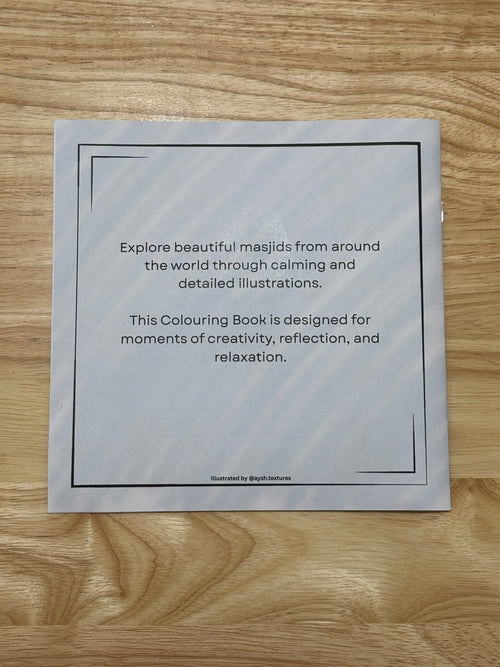 Explore beautiful masjids from around
the world through calming and
detailed illustrations.
This Colouring Book is designed for
moments of creativity, reflection, and
relaxation.
Illustrated by @aysh.textures